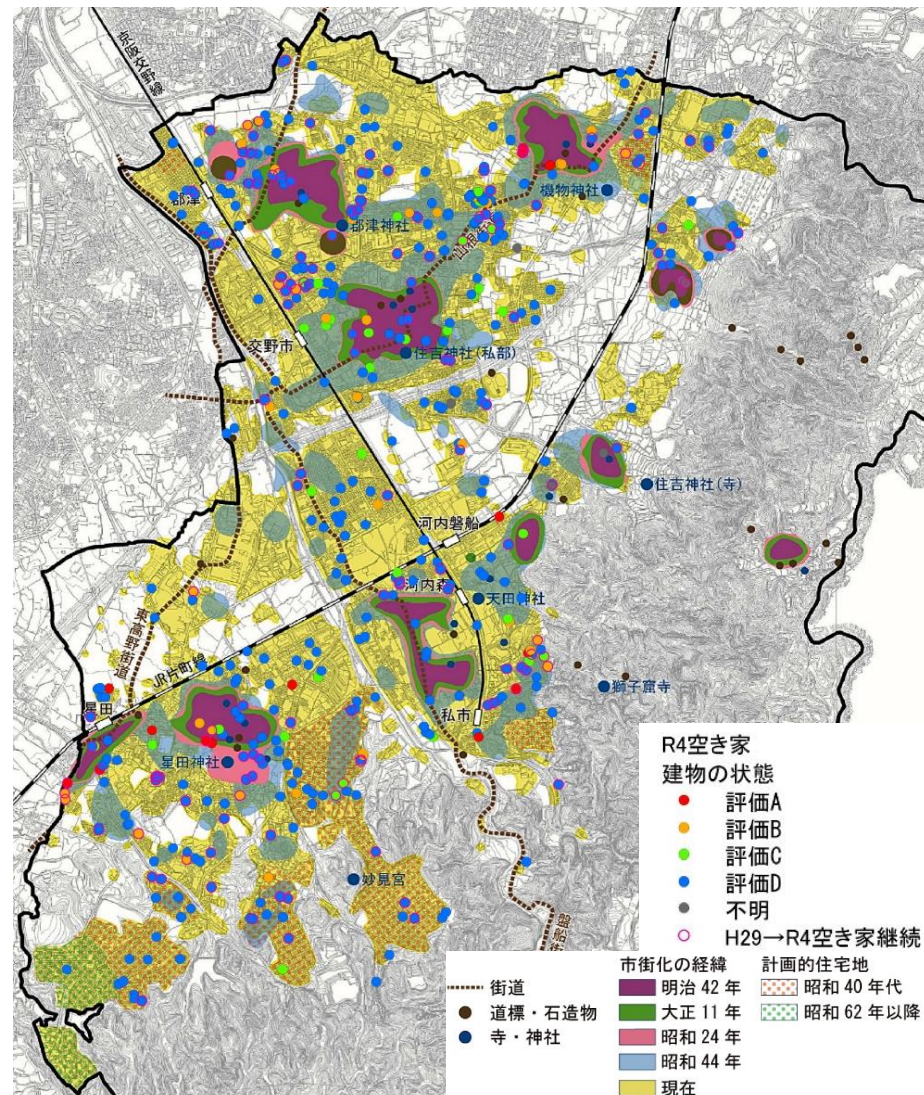 京阪交野線
郡津
郡津神社
機物神社
山根街道
交野市
住吉神社(私部)
住吉神社(寺)
河内磐船
河内森
天田神社
東高野街道
JR片町線
獅子窟寺
星田
私市
星田神社
妙見宮
R4空き家
建物の状態
評価A
評価B
評価C
評価D
不明
H29→R4空き家継続
街道
道標・石造物
寺・神社
市街化の経緯
明治 42 年
大正 11 年
昭和 24 年
昭和 44 年
現在
計画的住宅地
昭和 40 年代
昭和 62 年以降